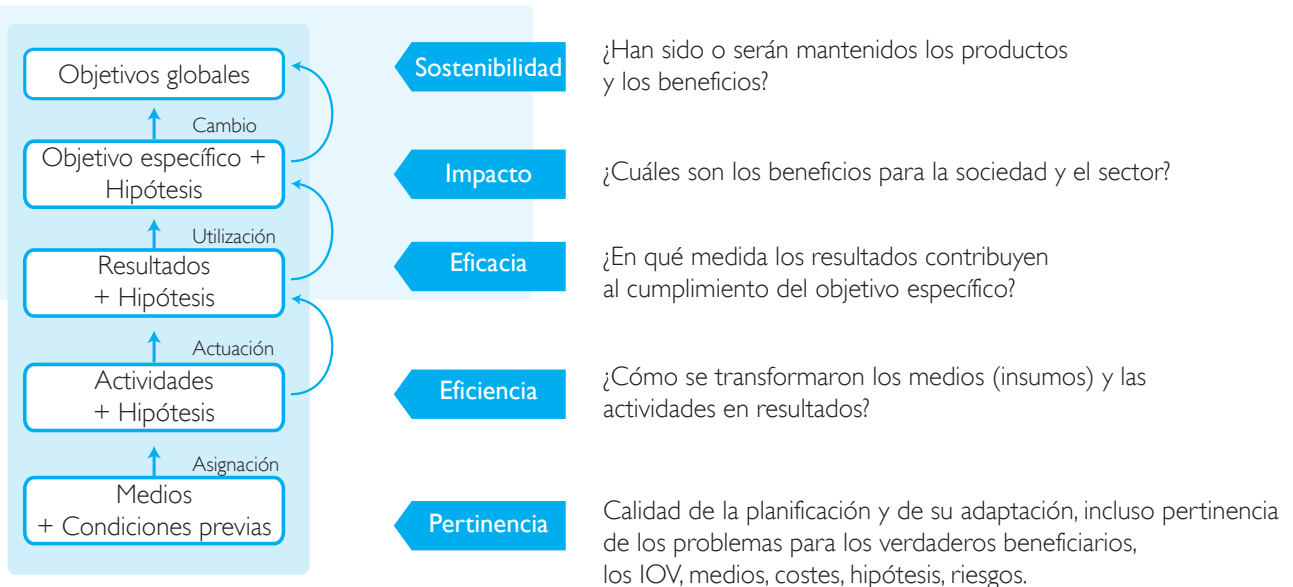 Objetivos globales
Cambio
Objetivo específico +
Hipótesis
Utilización
Resultados
+ Hipótesis
Actuación
Actividades
+ Hipótesis
Asignación
Medios
+ Condiciones previas
Sostenibilidad
¿Han sido o serán mantenidos los productos
y los beneficios?
Impacto
¿Cuáles son los beneficios para la sociedad y el sector?
Eficacia
¿En qué medida los resultados contribuyen
al cumplimiento del objetivo específico?
Eficiencia
¿Cómo se transformaron los medios (insumos) y las
actividades en resultados?
Pertinencia
Calidad de la planificación y de su adaptación, incluso pertinencia
de los problemas para los verdaderos beneficiarios,
los IOV, medios, costes, hipótesis, riesgos.